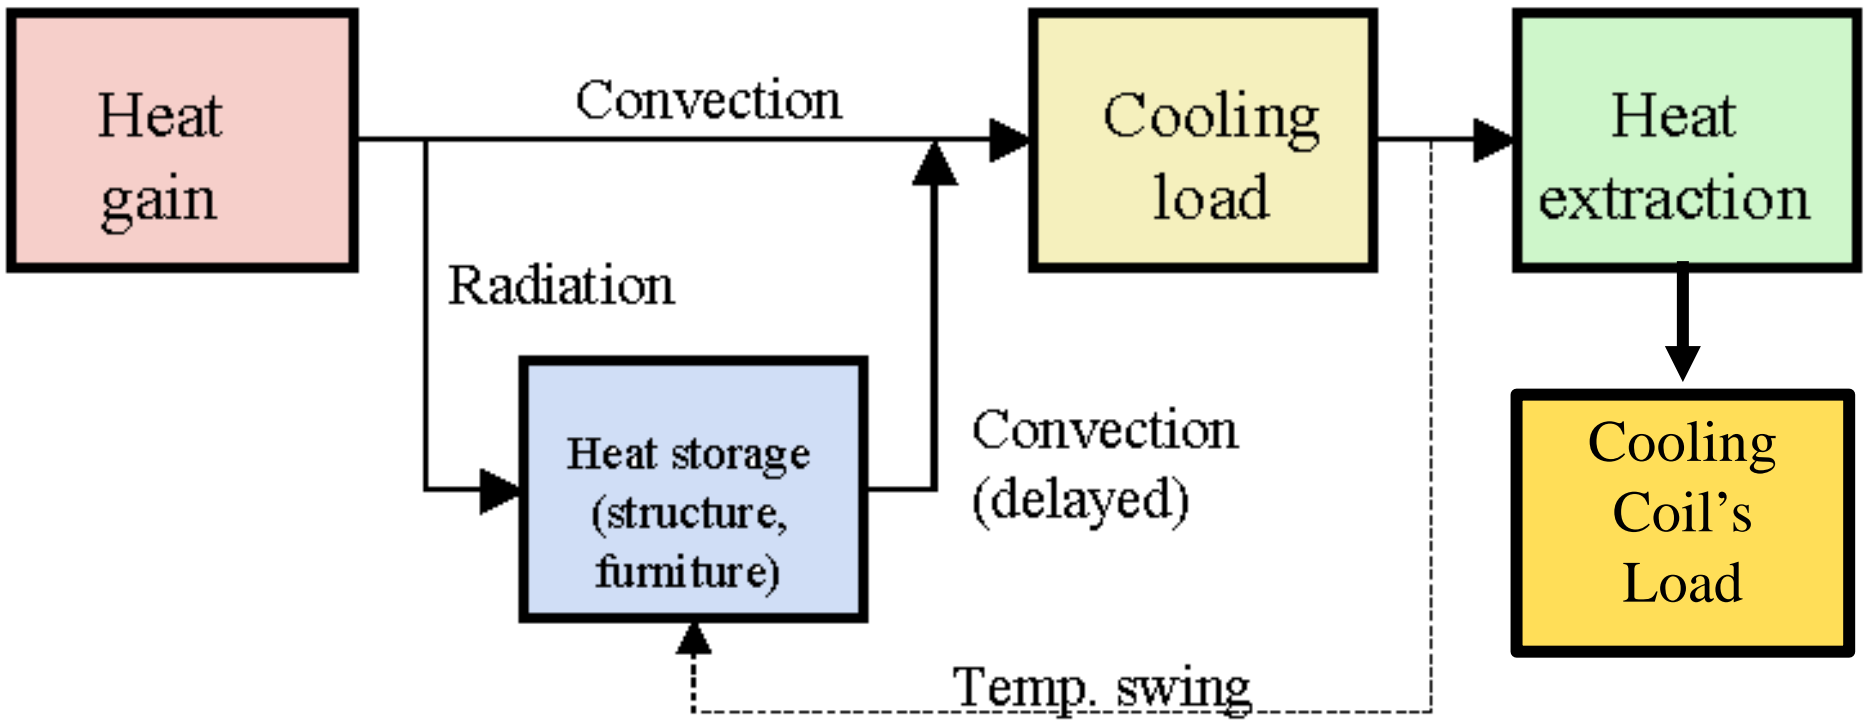 Heat
gain
Convection
Radiation
Heat storage
(structure,
furniture)
Convection
(delayed)
Cooling
load
Heat
extraction
Cooling
Coil’s
Load
Temp. swing